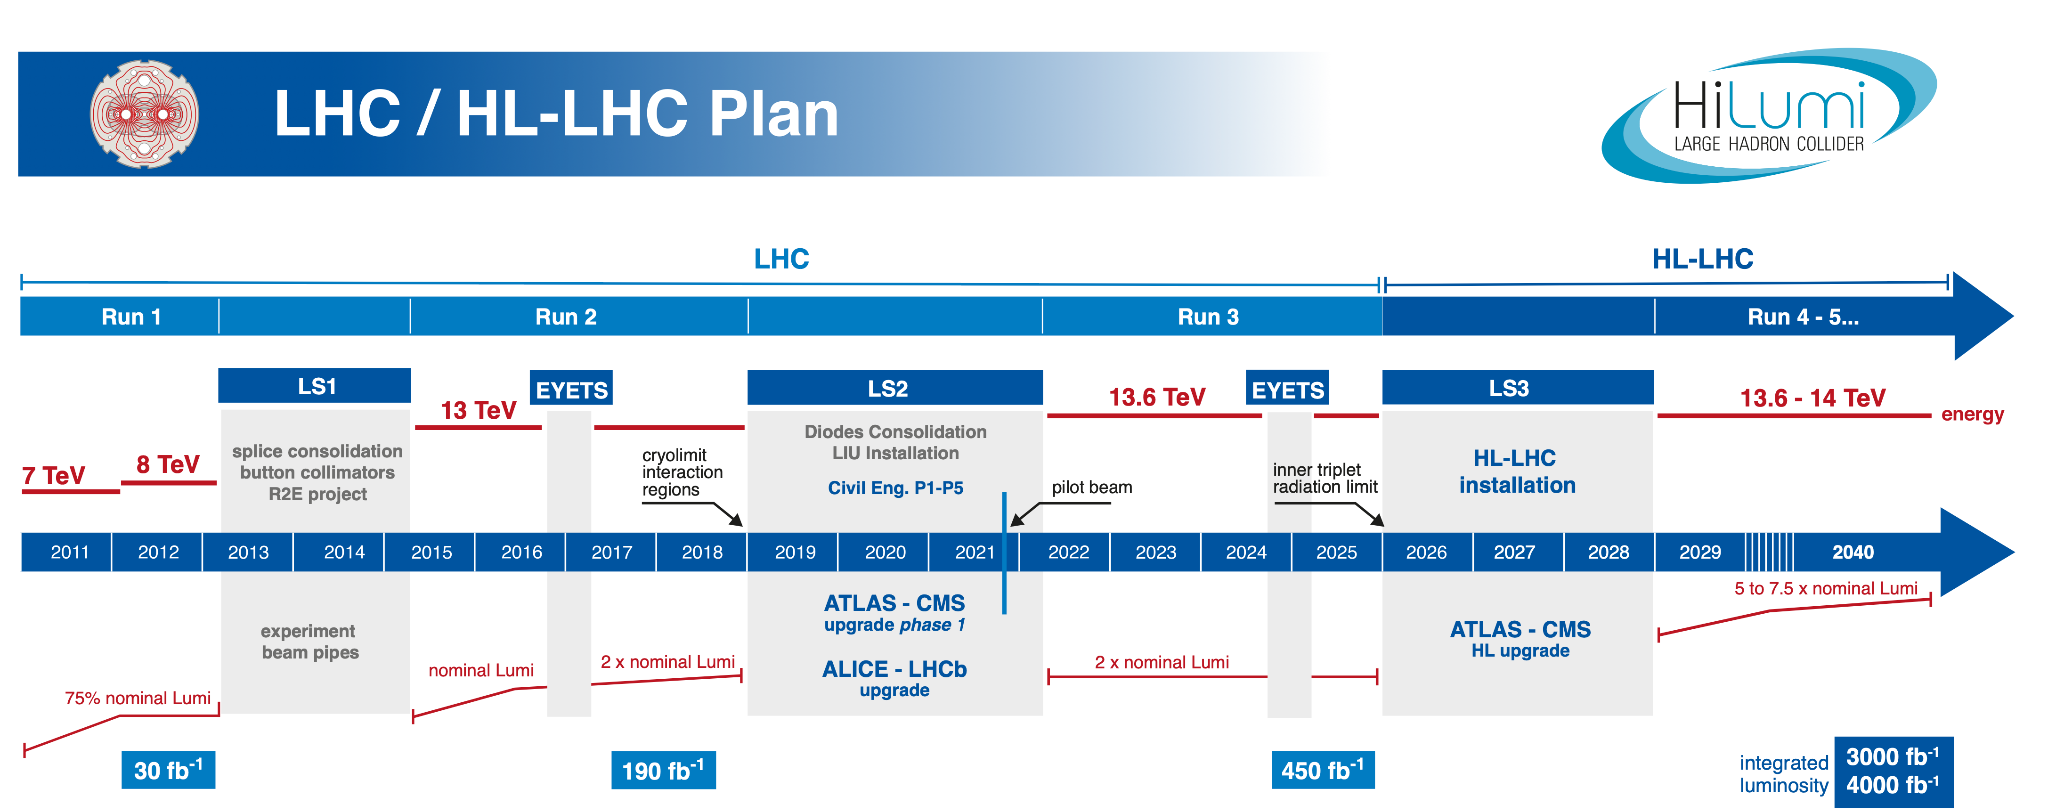 LHC / HL-LHC Plan
HiLumi
LARGE HADRON COLLIDER
LHC
HL-LHC
Run 1
Run 2
Run 3
Run 4 - 5...
LS1
EYETS
LS2
EYETS
LS3
7 TeV
8 TeV
13 TeV
13.6 TeV
13.6 - 14 TeV
energy
splice consolidation
button collimators
R2E project
cryolimit
interaction
regions
Diodes Consolidation
LIU Installation
Civil Eng. P1-P5
pilot beam
inner triplet
radiation limit
HL-LHC
installation
2011
2012
2013
2014
2015
2016
2017
2018
2019
2020
2021
2022
2023
2024
2025
2026
2027
2028
2029
2040
experiment
beam pipes
ATLAS - CMS
upgrade phase 1
ALICE - LHCb
upgrade
ATLAS - CMS
HL upgrade
75% nominal Lumi
nominal Lumi
2 x nominal Lumi
2 x nominal Lumi
5 to 7.5 x nominal Lumi
30 fb-1
190 fb-1
450 fb-1
integrated
luminosity
3000 fb-1
4000 fb-1